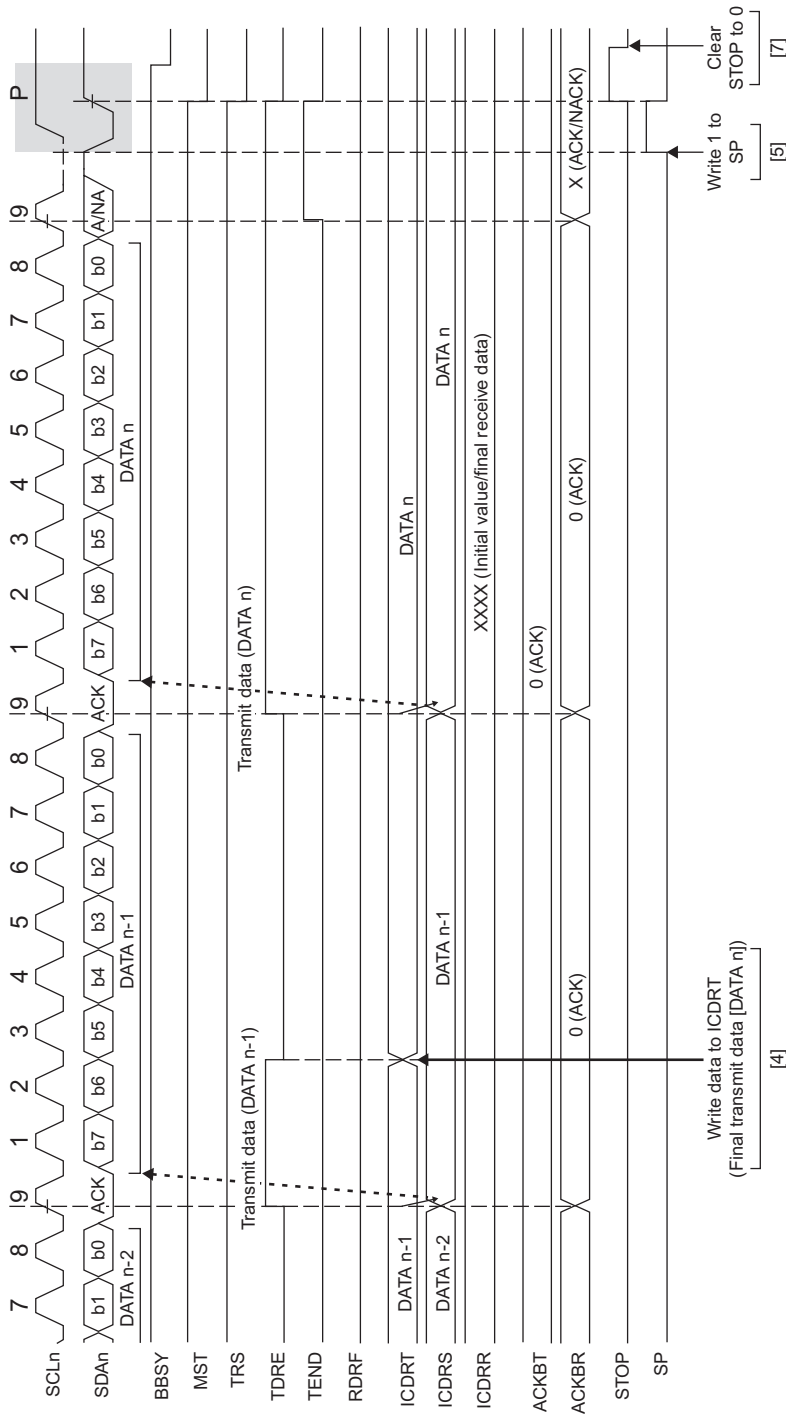 7 8 9 1 2 3 4 5 6 7 8 9 1 2 3 4 5 6 7 8 9 P
SCLn
SDAn b1 b0 ACK b7 b6 b5 b4 b3 b2 b1 b0 ACK b7 b6 b5 b4 b3 b2 b1 b0 A/NA
DATA n-2 DATA n-1 DATA n
BBSY
MST
TRS
Transmit data (DATA n-1) Transmit data (DATA n)
TDRE
TEND
RDRF
ICDRT DATA n-1 DATA n
ICDRS DATA n-2 DATA n-1 DATA n
ICDRR XXXX (Initial value/final receive data)
ACKBT 0 (ACK)
ACKBR 0 (ACK) 0 (ACK) X (ACK/NACK)
STOP
SP
Write data to ICDRT
(Final transmit data [DATA n])
[4]
Write 1 to
SP
[5]
Clear
STOP to 0
[7]